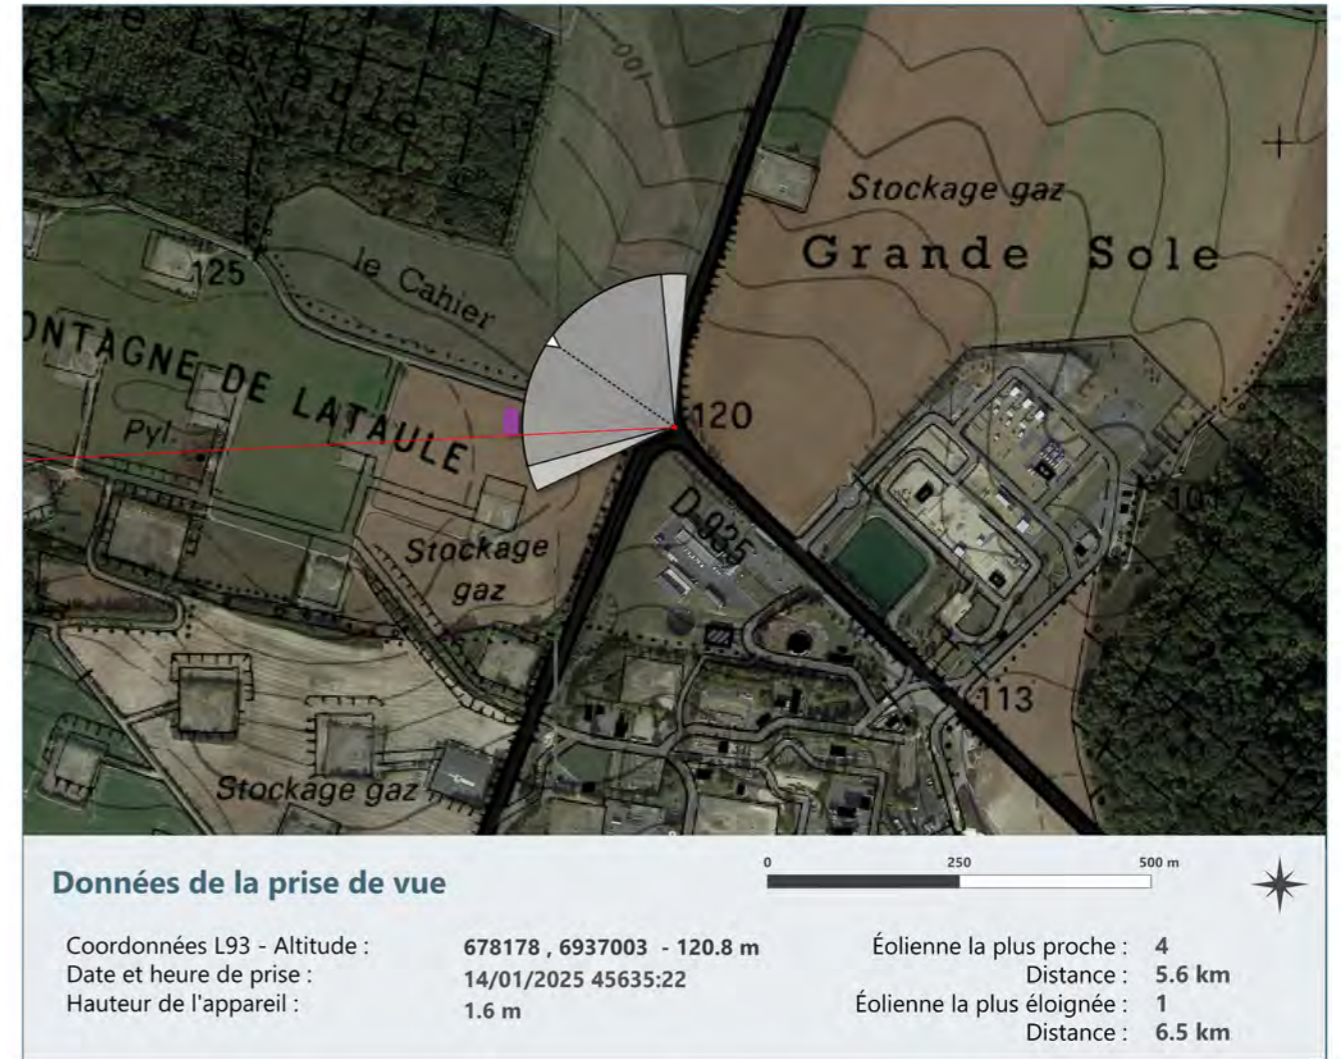 de Lataule
100
Stockage gaz
Grande Sole
125
le Cahier
ONTAGNE DE LATAULE
Pyl.
120
Stockage
gaz
D 935
113
Stockage gaz
Données de la prise de vue
0 250 500 m
Coordonnées L93 - Altitude : 678178 , 6937003 - 120.8 m
Date et heure de prise : 14/01/2025 45635:22
Hauteur de l'appareil : 1.6 m
Éolienne la plus proche : 4
Distance : 5.6 km
Éolienne la plus éloignée : 1
Distance : 6.5 km